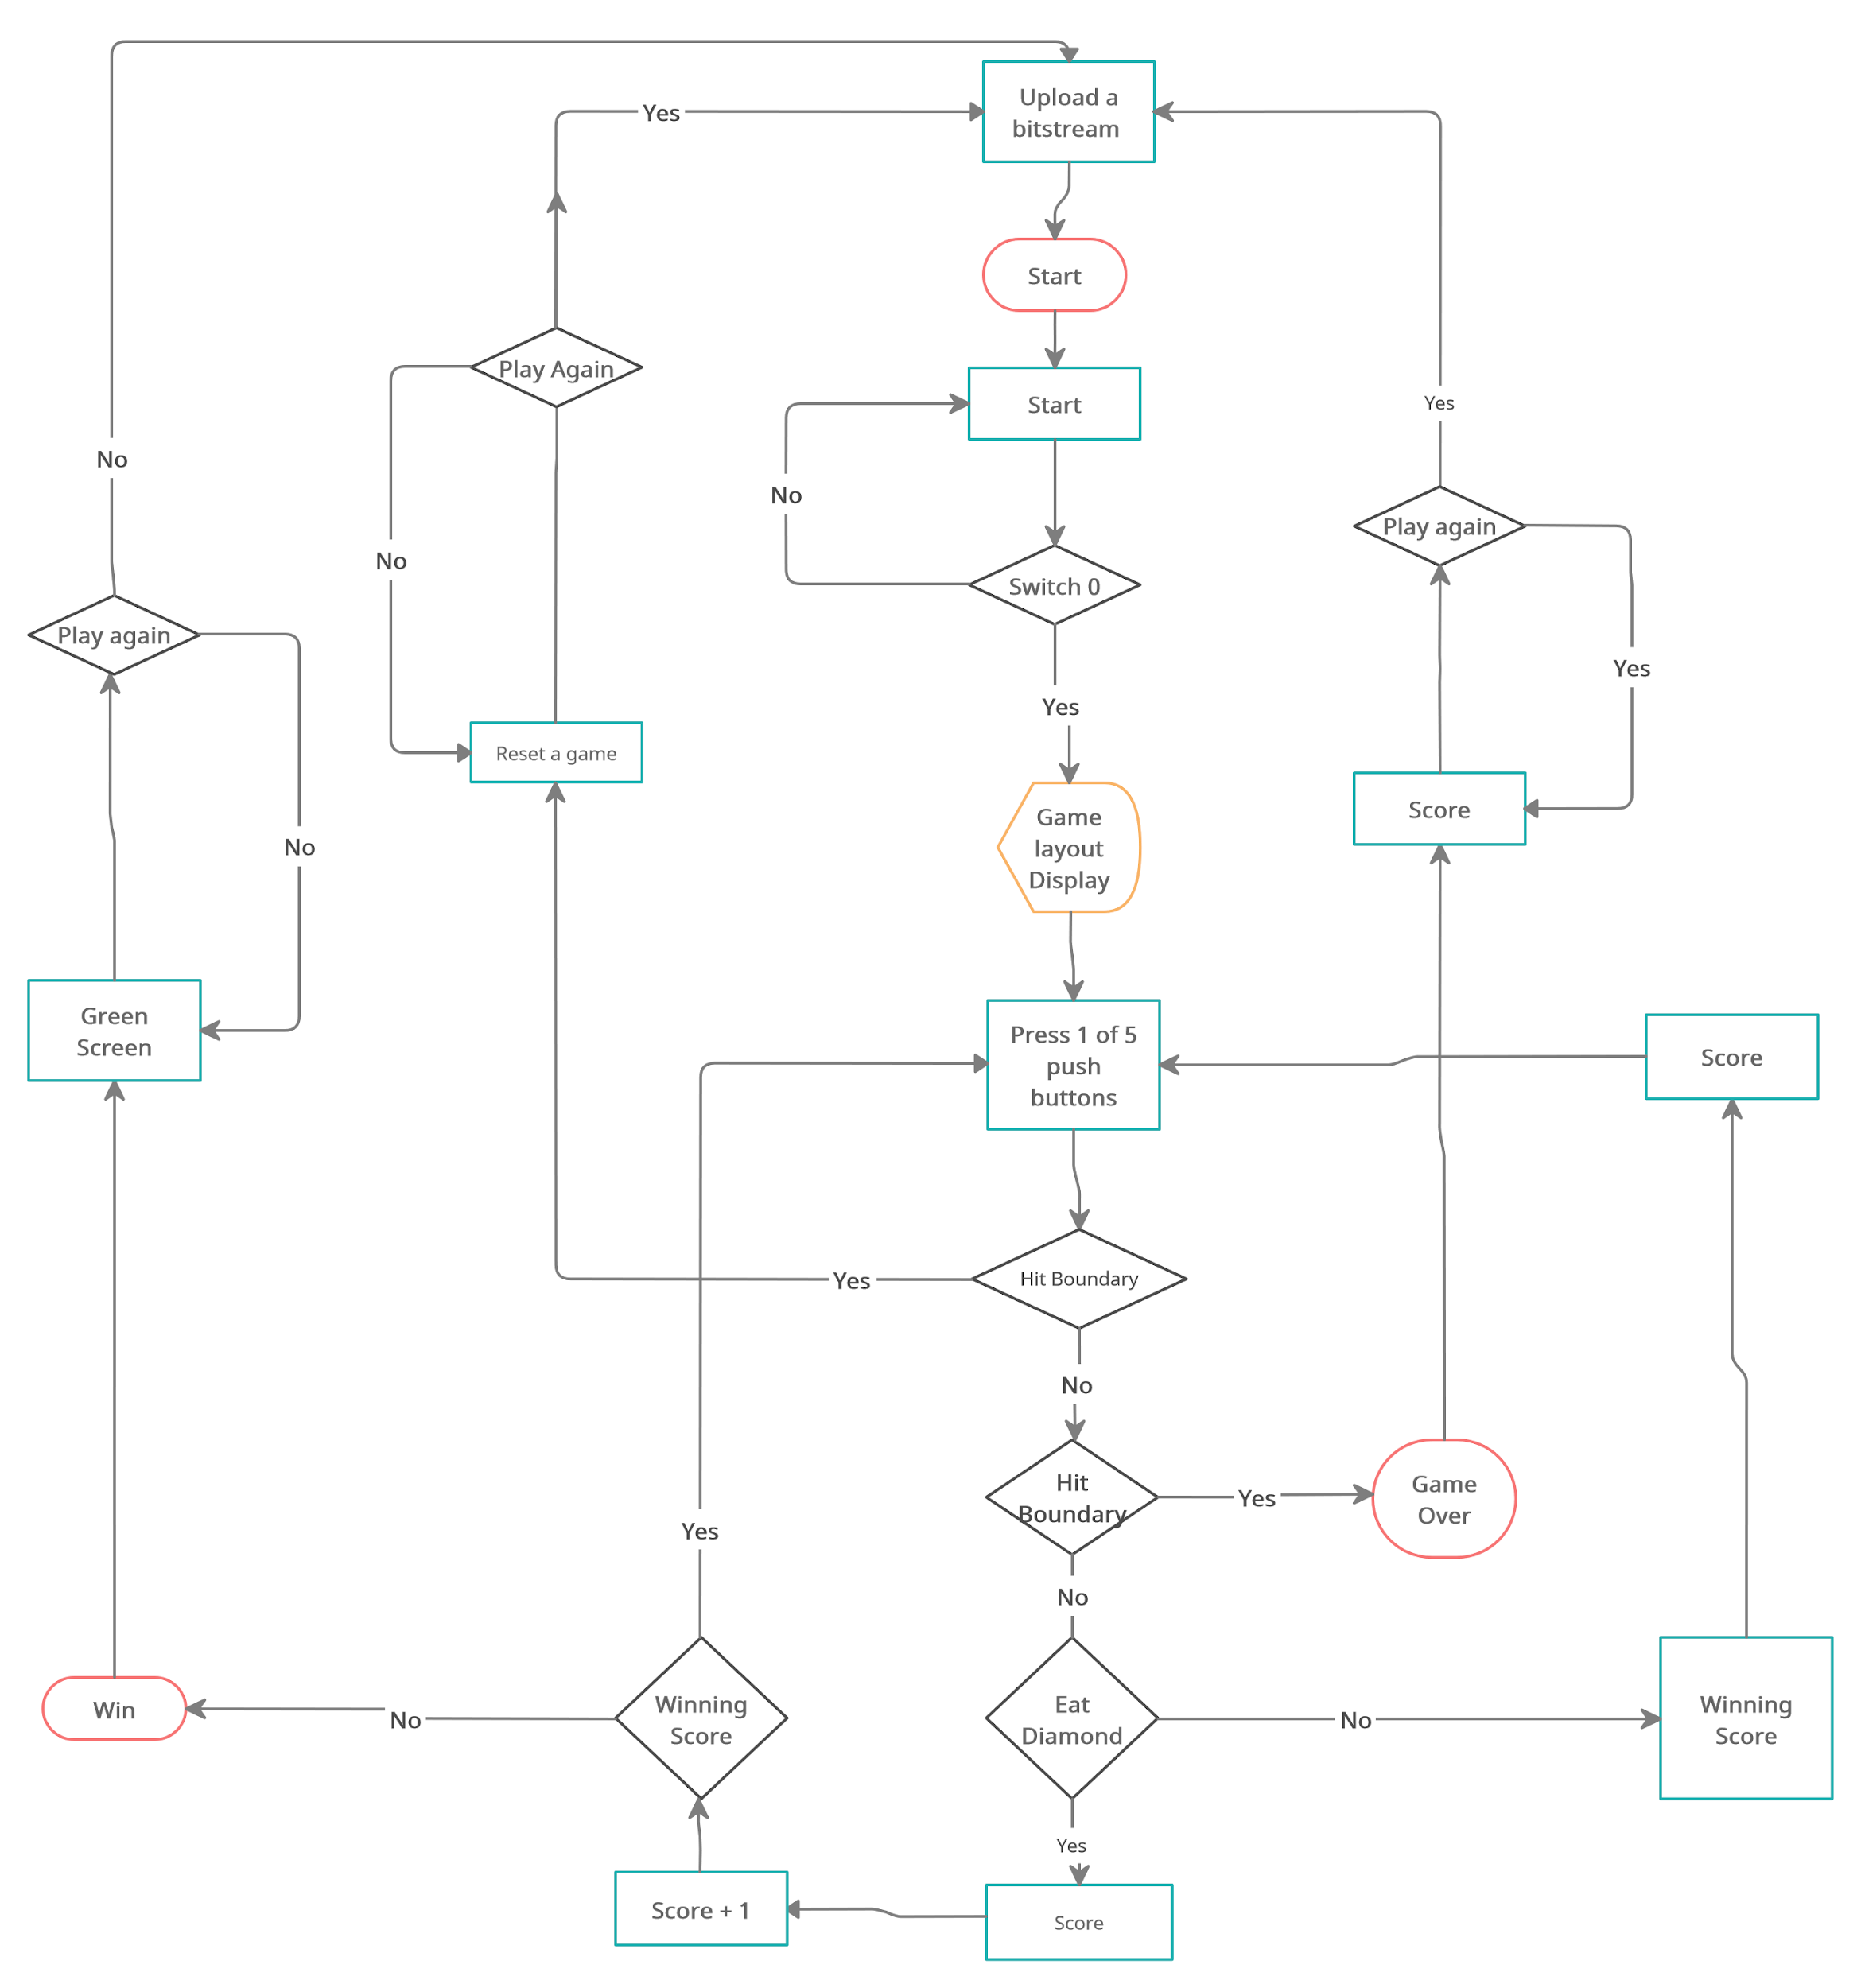 Upload a
bitstream
Yes
Start
Play Again
Start
Yes
No
No
No
Play again
Switch 0
No
Play again
Yes
Yes
Reset a game
Score
Game
layout
Display
No
Green
Screen
Press 1 of 5
push
buttons
Score
Yes
Hit Boundary
No
Hit
Boundary
Yes
Game
Over
Yes
No
Win
No
Winning
Score
Eat
Diamond
No
Winning
Score
Yes
Score + 1
Score